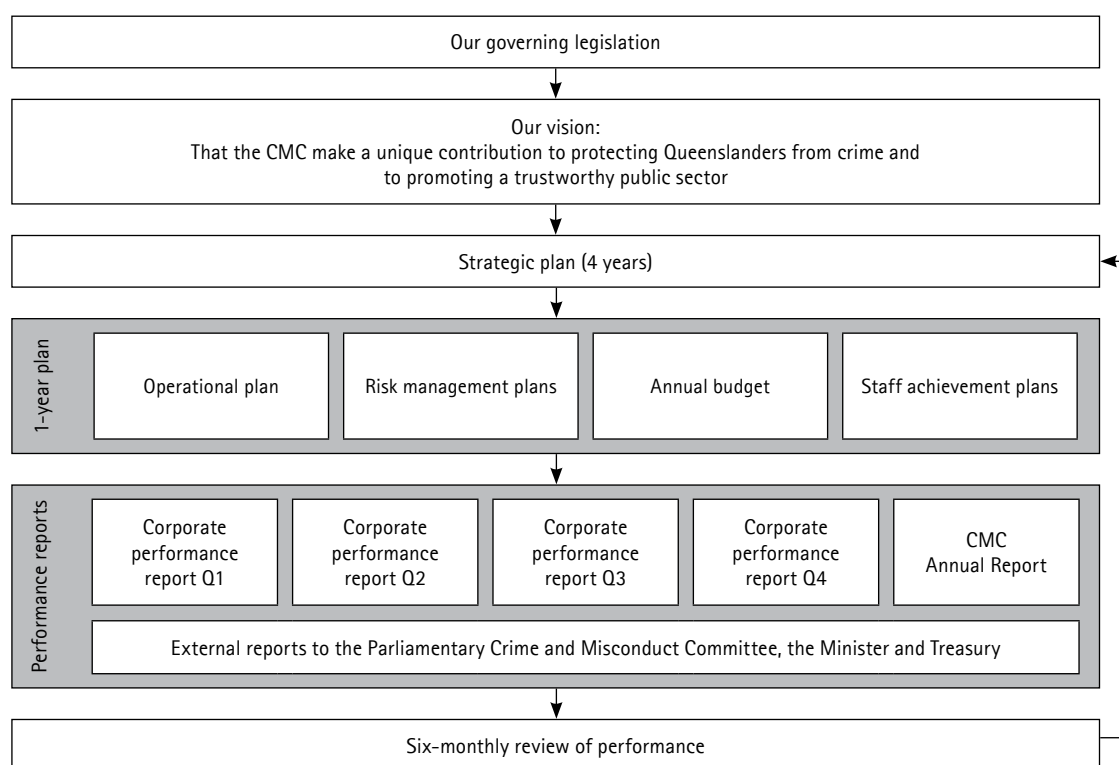 Our governing legislation
Our vision:
That the CMC make a unique contribution to protecting Queenslanders from crime and
to promoting a trustworthy public sector
Strategic plan (4 years)
1-year plan
Operational plan
Risk management plans
Annual budget
Staff achievement plans
Performance reports
Corporate
performance
report Q1
Corporate
performance
report Q2
Corporate
performance
report Q3
Corporate
performance
report Q4
CMC
Annual Report
External reports to the Parliamentary Crime and Misconduct Committee, the Minister and Treasury
Six-monthly review of performance